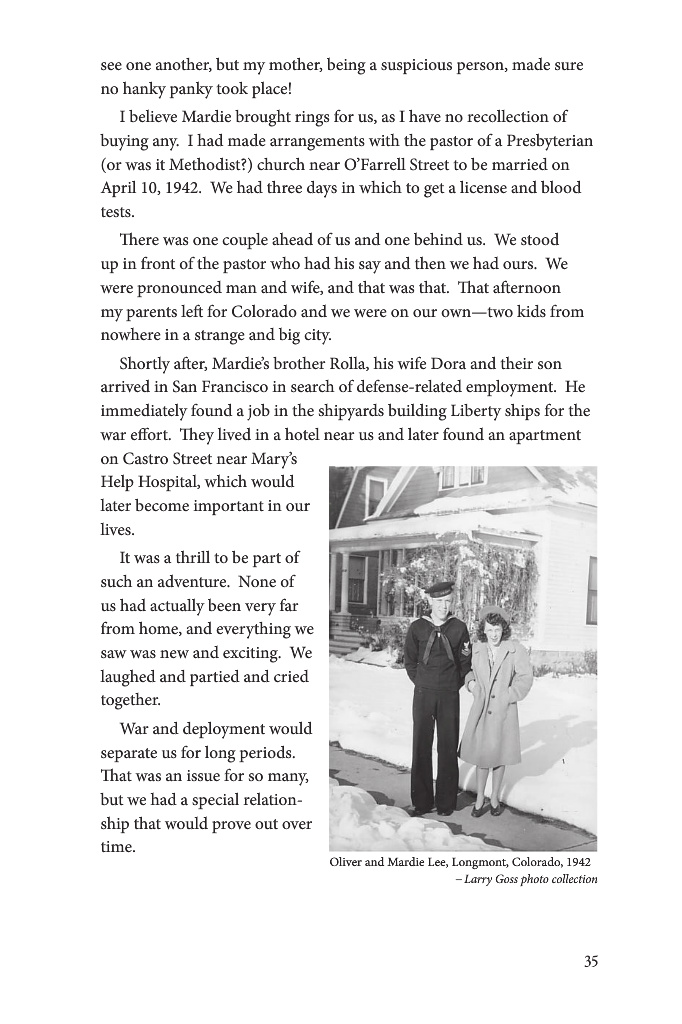 see one another, but my mother, being a suspicious person, made sure
no hanky panky took place!
I believe Mardie brought rings for us, as I have no recollection of
buying any. I had made arrangements with the pastor of a Presbyterian
(or was it Methodist?) church near O’Farrell Street to be married on
April 10, 1942. We had three days in which to get a license and blood
tests.
There was one couple ahead of us and one behind us. We stood
up in front of the pastor who had his say and then we had ours. We
were pronounced man and wife, and that was that. That afternoon
my parents left for Colorado and we were on our own—two kids from
nowhere in a strange and big city.
Shortly after, Mardie’s brother Rolla, his wife Dora and their son
arrived in San Francisco in search of defense-related employment. He
immediately found a job in the shipyards building Liberty ships for the
war effort. They lived in a hotel near us and later found an apartment
on Castro Street near Mary’s
Help Hospital, which would
later become important in our
lives.
It was a thrill to be part of
such an adventure. None of
us had actually been very far
from home, and everything we
saw was new and exciting. We
laughed and partied and cried
together.
War and deployment would
separate us for long periods.
That was an issue for so many,
but we had a special relation-
ship that would prove out over
time.
Oliver and Mardie Lee, Longmont, Colorado, 1942
– Larry Goss photo collection
35